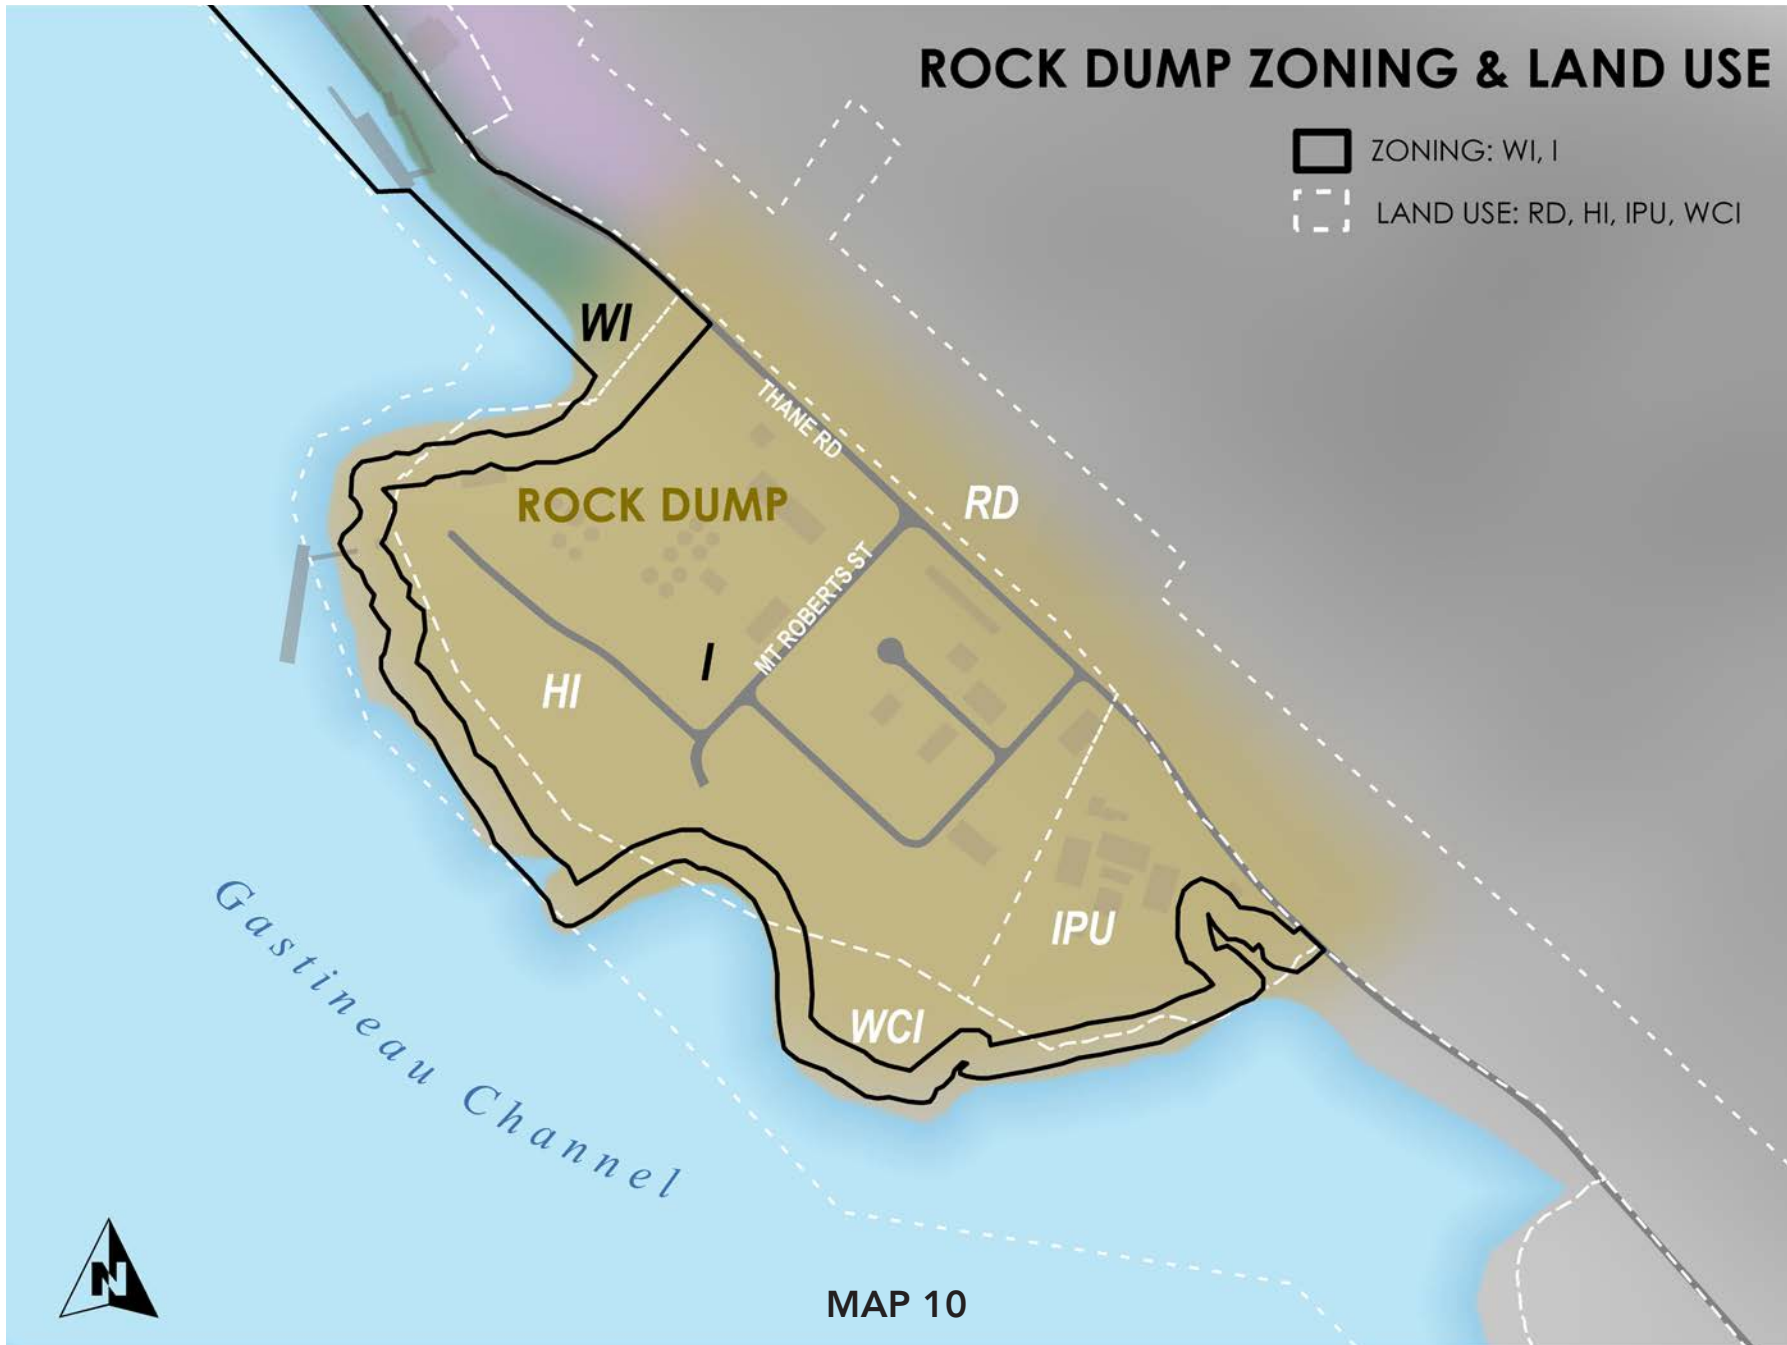 ROCK DUMP ZONING & LAND USE
ZONING: WI, I
LAND USE: RD, HI, IPU, WCI
WI
THANE RD
ROCK DUMP
RD
MT ROBERTS ST
I
HI
IPU
WCI
Gastineau Channel
N
MAP 10